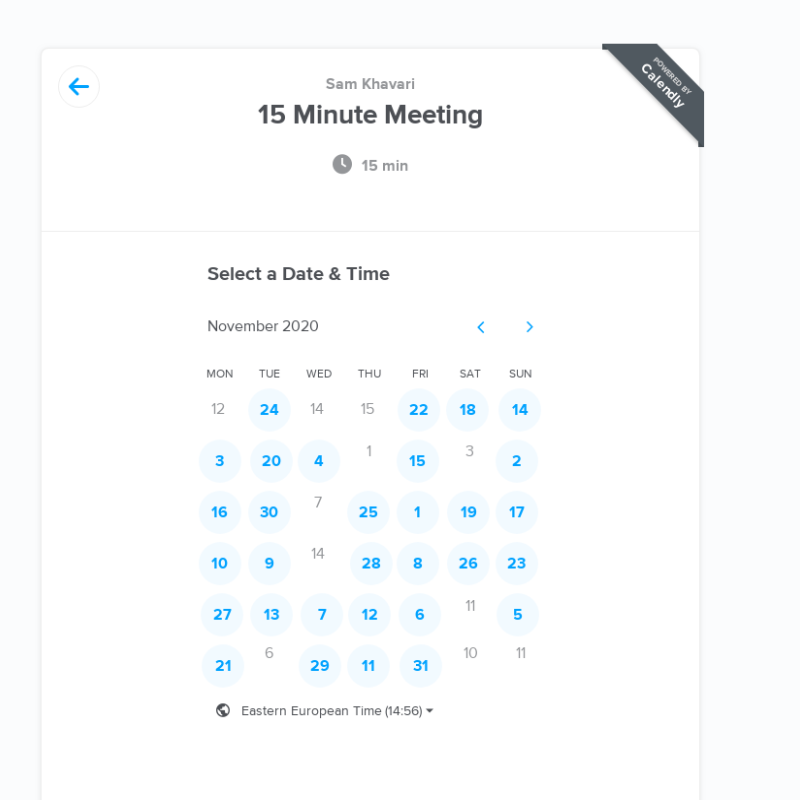 POWERED BY
Calendly
Sam Khavari
15 Minute Meeting
15 min
Select a Date & Time
November 2020
MON TUE WED THU FRI SAT SUN
12 24 14 15 22 18 14
3 20 4 1 15 3 2
16 30 7 25 1 19 17
10 9 14 28 8 26 23
27 13 7 12 6 11 5
21 6 29 11 31 10 11
Eastern European Time (14:56)